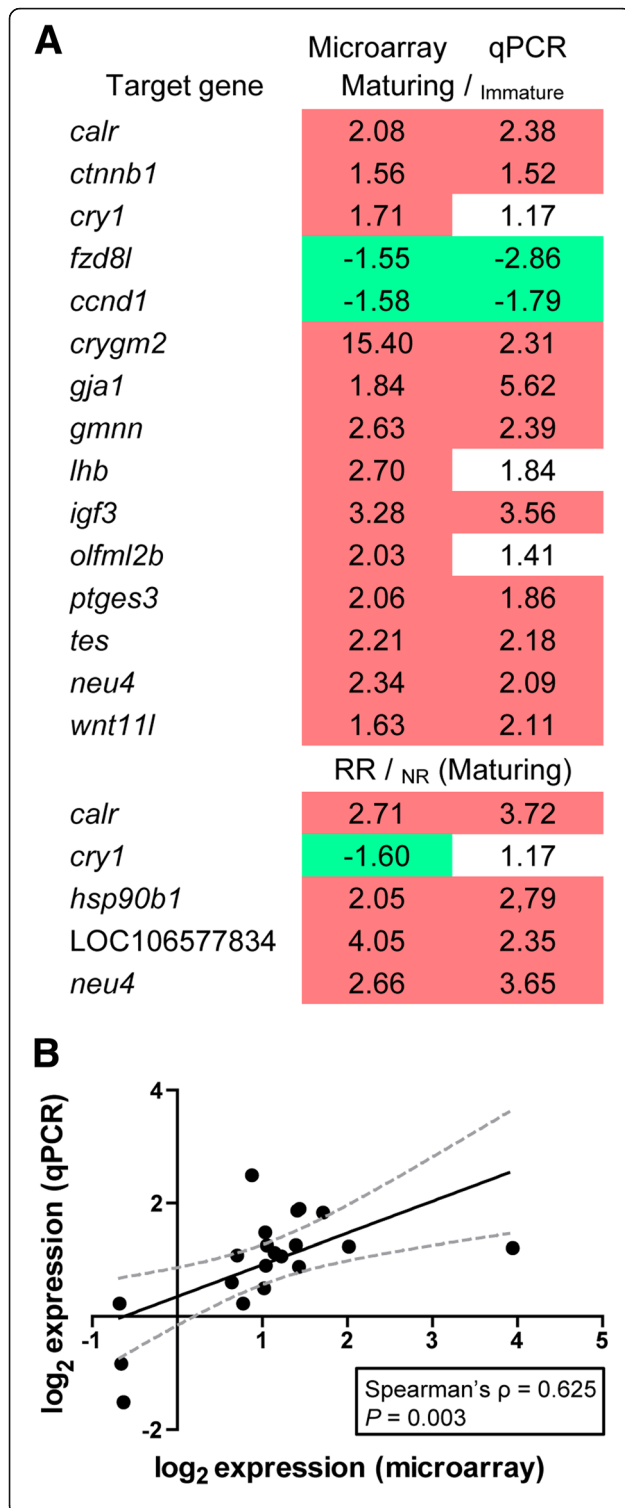 A
Microarray qPCR
Target gene Maturing / Immature
calr 2.08 2.38
ctnnb1 1.56 1.52
cry1 1.71 1.17
fzd8l -1.55 -2.86
ccnd1 -1.58 -1.79
crygm2 15.40 2.31
gja1 1.84 5.62
gmnn 2.63 2.39
lhb 2.70 1.84
igf3 3.28 3.56
olfml2b 2.03 1.41
ptges3 2.06 1.86
tes 2.21 2.18
neu4 2.34 2.09
wnt11l 1.63 2.11
RR / NR (Maturing)
calr 2.71 3.72
cry1 -1.60 1.17
hsp90b1 2.05 2,79
LOC106577834 4.05 2.35
neu4 2.66 3.65
B
log2 expression (qPCR)
4
2
-1 1 2 3 4 5
-2
Spearman's ρ = 0.625
P = 0.003
log2 expression (microarray)